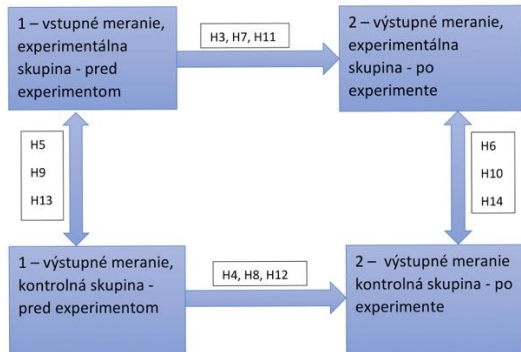 1 – vstupné meranie,
experimentálna
skupina - pred
experimentom
H3, H7, H11
2 – výstupné meranie,
experimentálna
skupina - po
experimente
H5
H9
H13
H6
H10
H14
1 – výstupné meranie,
kontrolná skupina -
pred experimentom
H4, H8, H12
2 – výstupné meranie
kontrolná skupina - po
experimente